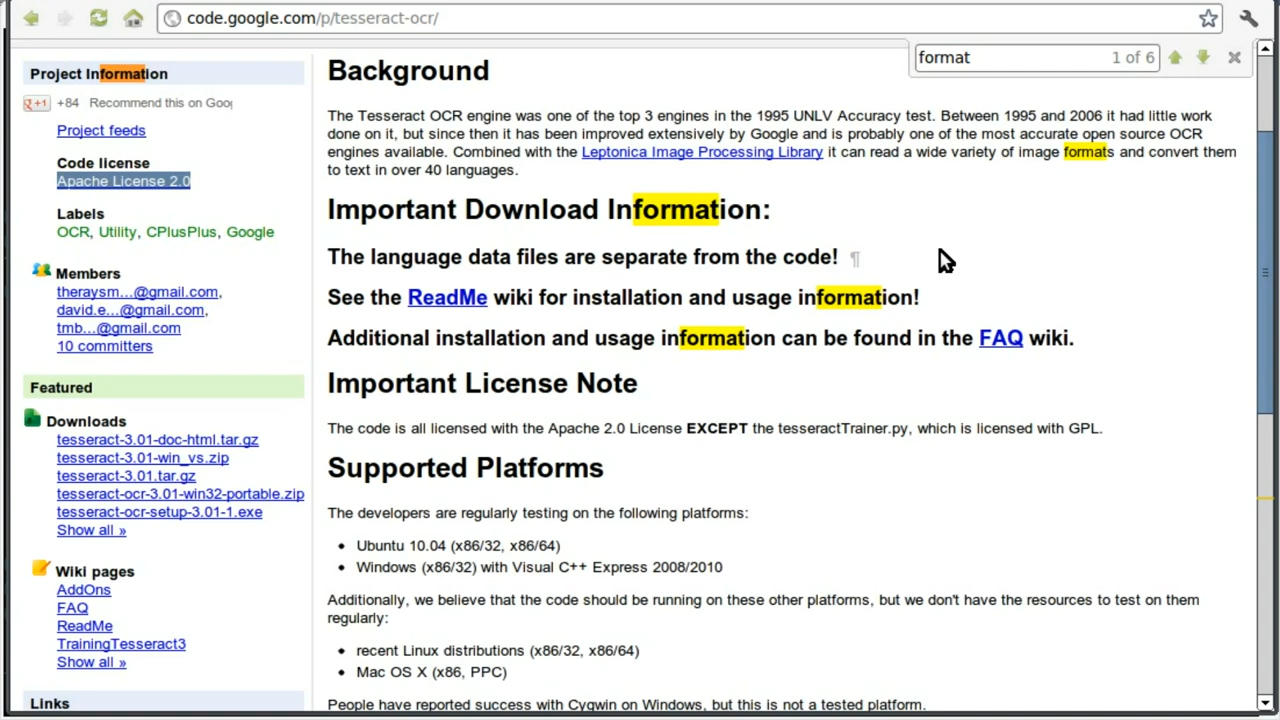 code.google.com/p/tesseract-ocr/
format 1 of 6
Project Information
+1 +84 Recommend this on Goo
Project feeds
Code license
Apache License 2.0
Labels
OCR, Utility, CPlusPlus, Google
Members
theraysm...@gmail.com,
david.e...@gmail.com,
tmb...@gmail.com
10 committers
Featured
Downloads
tesseract-3.01-doc-html.tar.gz
tesseract-3.01-win_vs.zip
tesseract-3.01.tar.gz
tesseract-ocr-3.01-win32-portable.zip
tesseract-ocr-setup-3.01-1.exe
Show all »
Wiki pages
AddOns
FAQ
ReadMe
TrainingTesseract3
Show all »
Links
Background
The Tesseract OCR engine was one of the top 3 engines in the 1995 UNLV Accuracy test. Between 1995 and 2006 it had little work
done on it, but since then it has been improved extensively by Google and is probably one of the most accurate open source OCR
engines available. Combined with the Leptonica Image Processing Library it can read a wide variety of image formats and convert them
to text in over 40 languages.
Important Download Information:
The language data files are separate from the code! ¶
See the ReadMe wiki for installation and usage information!
Additional installation and usage information can be found in the FAQ wiki.
Important License Note
The code is all licensed with the Apache 2.0 License EXCEPT the tesseractTrainer.py, which is licensed with GPL.
Supported Platforms
The developers are regularly testing on the following platforms:
• Ubuntu 10.04 (x86/32, x86/64)
• Windows (x86/32) with Visual C++ Express 2008/2010
Additionally, we believe that the code should be running on these other platforms, but we don't have the resources to test on them
regularly:
• recent Linux distributions (x86/32, x86/64)
• Mac OS X (x86, PPC)
People have reported success with Cygwin on Windows, but this is not a tested platform.